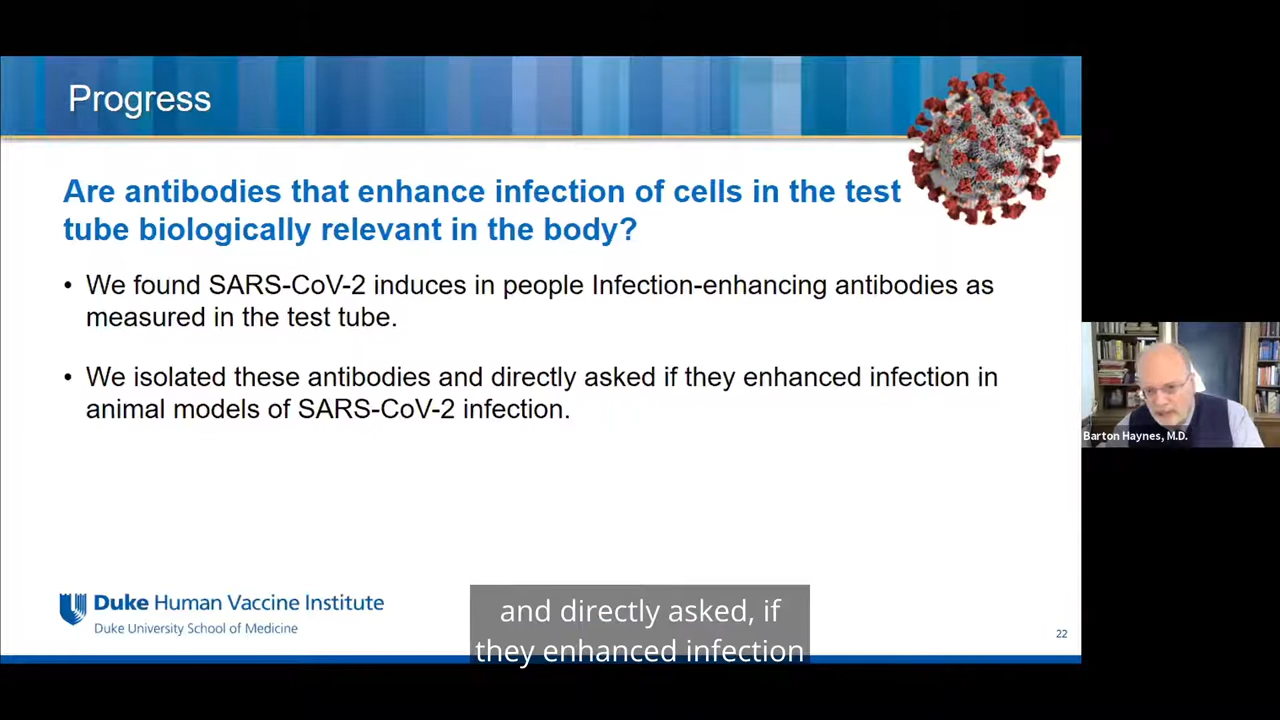 Progress
Are antibodies that enhance infection of cells in the test
tube biologically relevant in the body?
• We found SARS-CoV-2 induces in people Infection-enhancing antibodies as
measured in the test tube.
• We isolated these antibodies and directly asked if they enhanced infection in
animal models of SARS-CoV-2 infection.
Barton Haynes, M.D.
Duke Human Vaccine Institute
Duke University School of Medicine
22
and directly asked, if
they enhanced infection